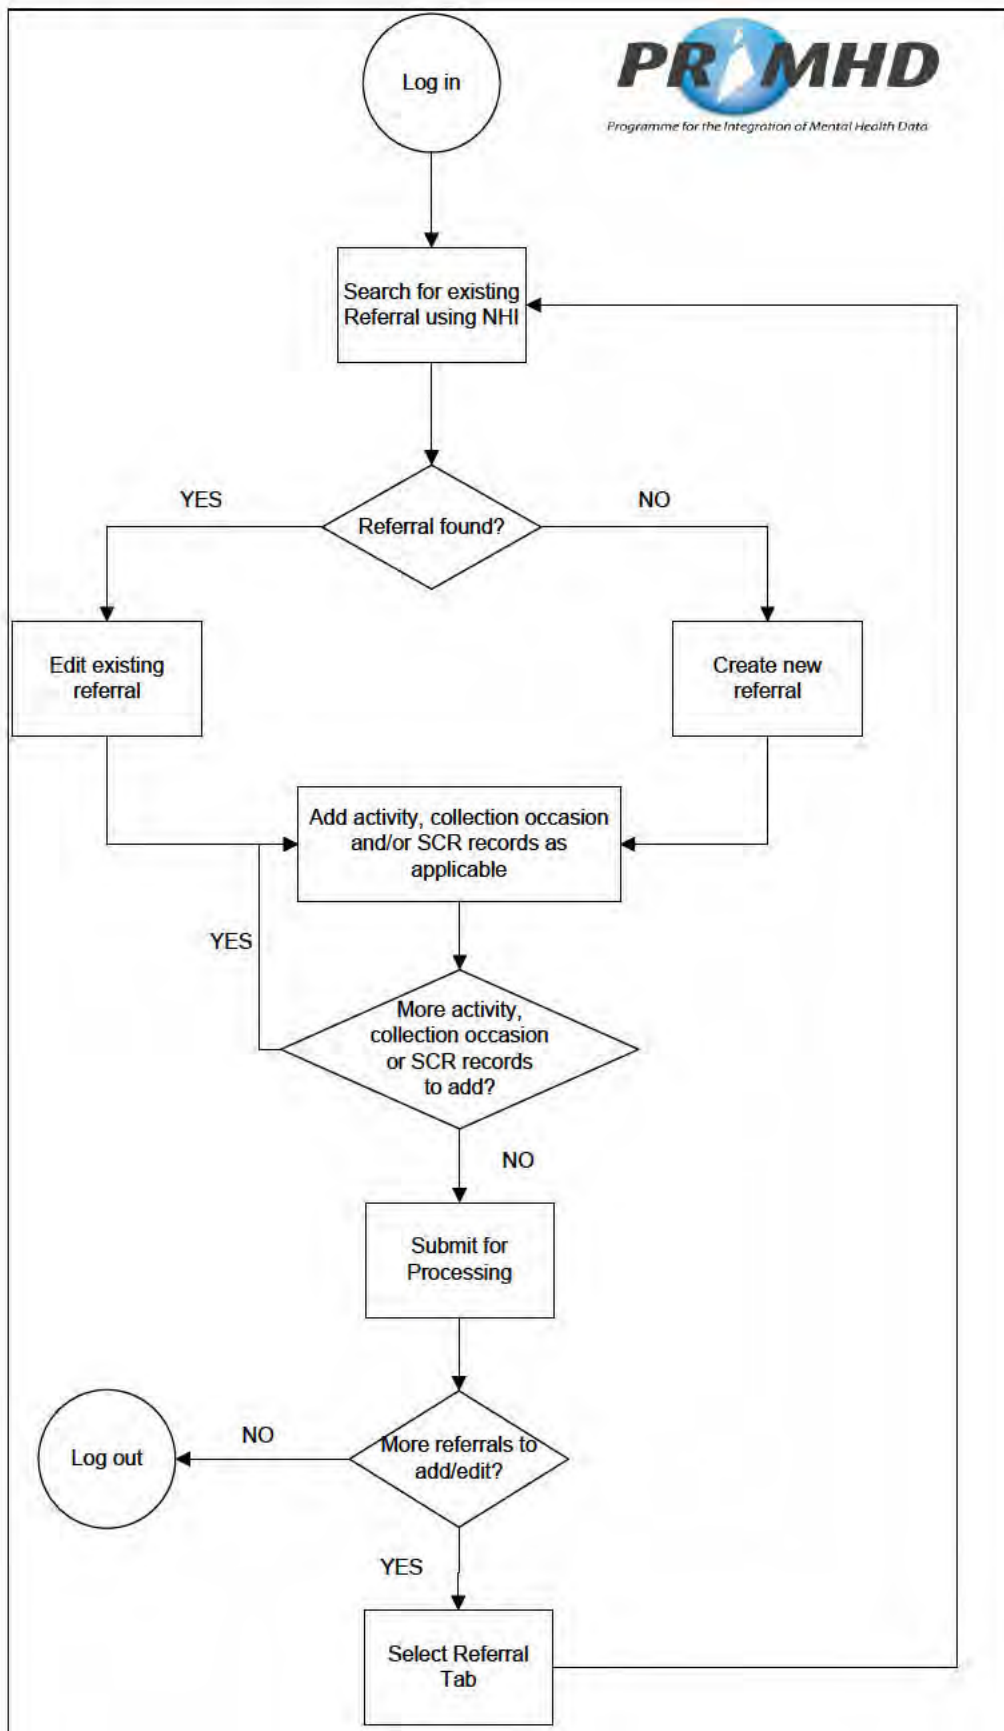 Log in
PRIMHD
Programme for the Integration of Mental Health Data
Search for existing
Referral using NHI
YES
NO
Referral found?
Edit existing
referral
Create new
referral
Add activity, collection occasion
and/or SCR records as
applicable
YES
More activity,
collection occasion
or SCR records
to add?
NO
Submit for
Processing
Log out
NO
More referrals to
add/edit?
YES
Select Referral
Tab